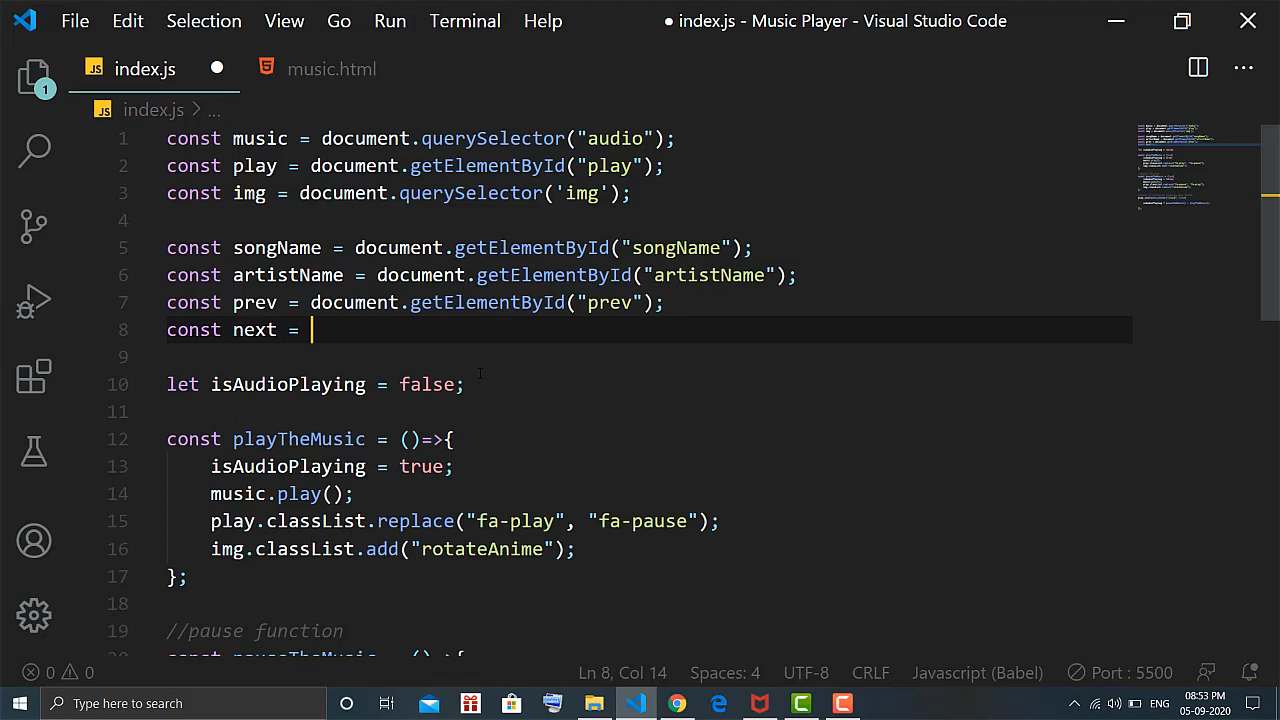 File Edit Selection View Go Run Terminal Help ● index.js - Music Player - Visual Studio Code
JS index.js ● music.html
1
JS index.js > ...
1 const music = document.querySelector("audio");
2 const play = document.getElementById("play");
3 const img = document.querySelector('img');
4
5 const songName = document.getElementById("songName");
6 const artistName = document.getElementById("artistName");
7 const prev = document.getElementById("prev");
8 const next =
9
10 let isAudioPlaying = false;
11
12 const playTheMusic = ()=>{
13 isAudioPlaying = true;
14 music.play();
15 play.classList.replace("fa-play", "fa-pause");
16 img.classList.add("rotateAnime");
17 };
18
19 //pause function
20 const pauseTheMusic = () =>{
0 0 Ln 8, Col 14 Spaces: 4 UTF-8 CRLF Javascript (Babel) Port : 5500
Type here to search ENG 08:53 PM
05-09-2020